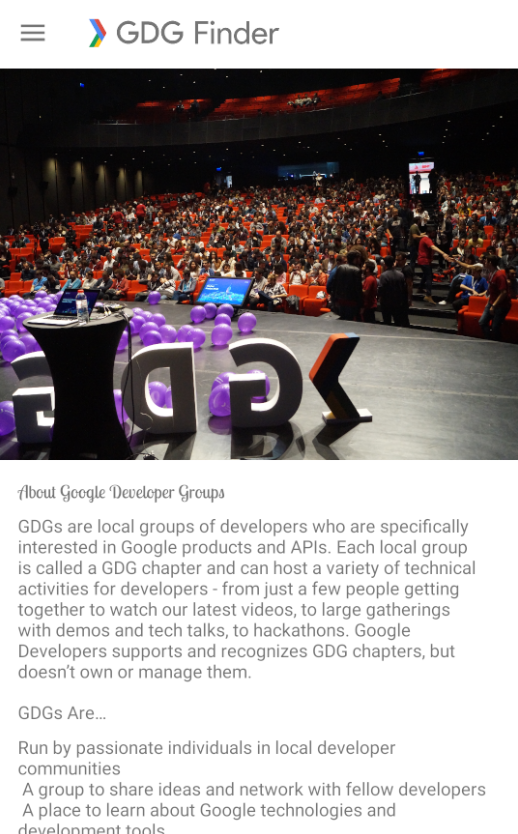 GDG Finder
GDG
About Google Developer Groups
GDGs are local groups of developers who are specifically
interested in Google products and APIs. Each local group
is called a GDG chapter and can host a variety of technical
activities for developers - from just a few people getting
together to watch our latest videos, to large gatherings
with demos and tech talks, to hackathons. Google
Developers supports and recognizes GDG chapters, but
doesn’t own or manage them.
GDGs Are…
Run by passionate individuals in local developer
communities
A group to share ideas and network with fellow developers
A place to learn about Google technologies and
development tools